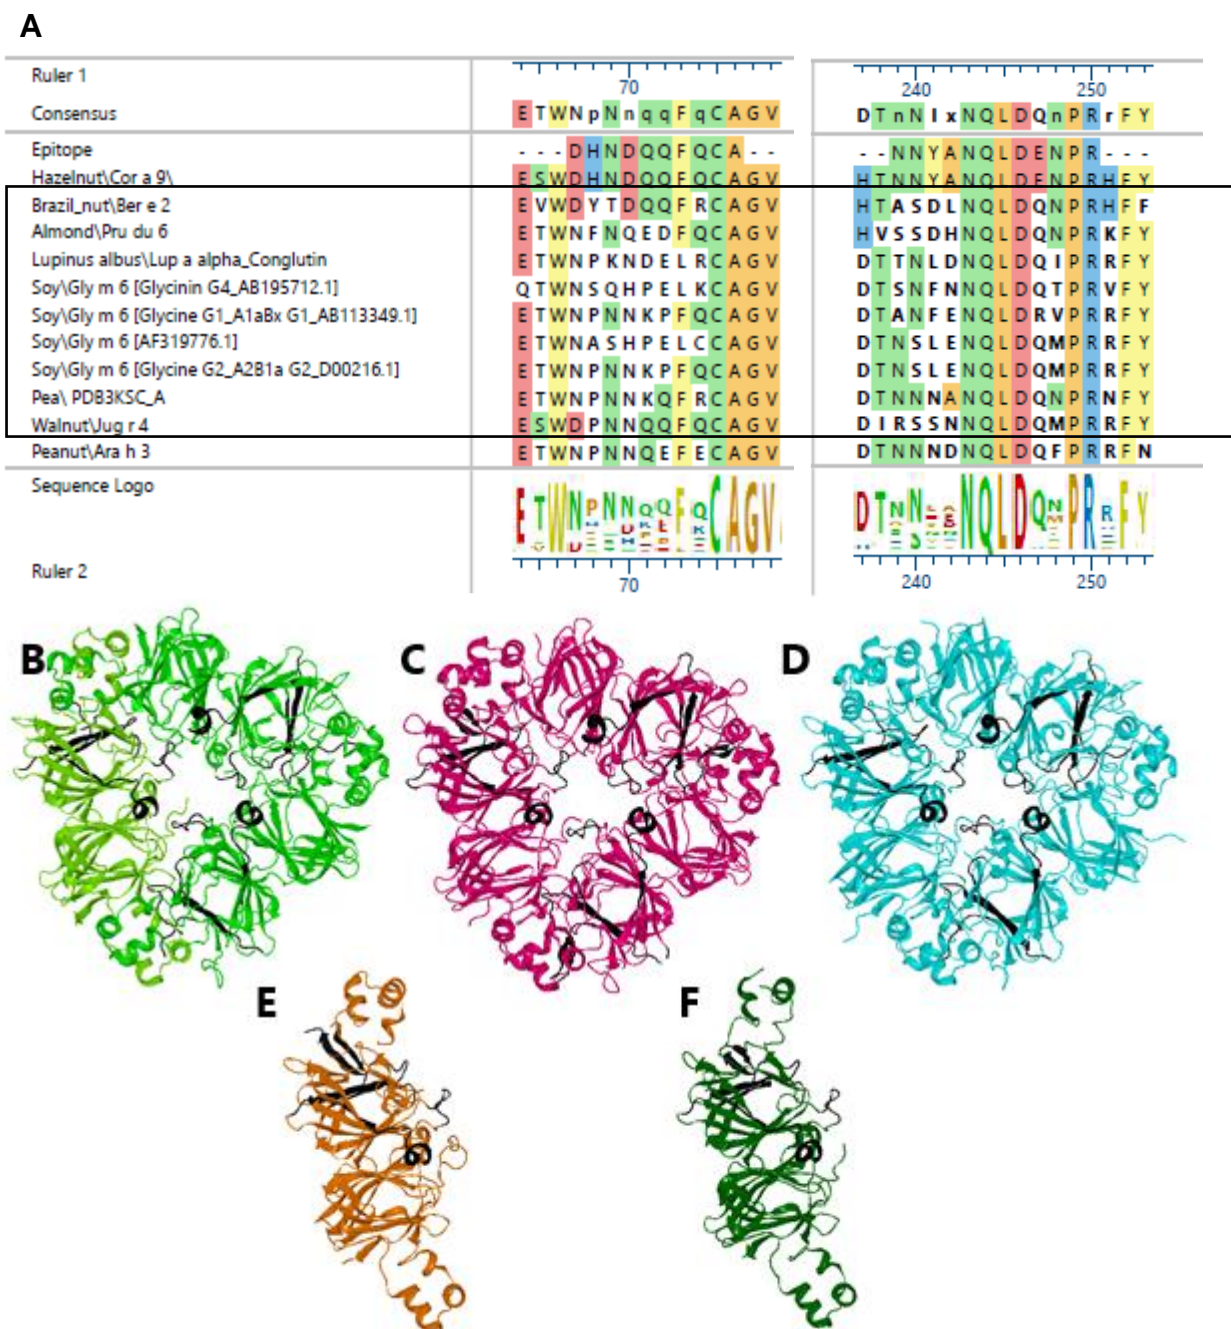 A
Ruler 1
70
240 250
Consensus E T W N p N n q q F q C A G V D T n N l x N Q L D Q n P R r F Y
Epitope - - - D H N D Q Q F Q C A - - - - N N Y A N Q L D E N P R - - -
Hazelnut\Cor a 9\ E S W D H N D Q Q F Q C A G V H T N N Y A N Q L D E N P R H F Y
Brazil_nut\Ber e 2 E V W D Y T D Q Q F R C A G V H T A S D L N Q L D Q N P R H F F
Almond\Pru du 6 E T W N F N Q E D F Q C A G V H V S S D H N Q L D Q N P R K F Y
Lupinus albus\Lup a alpha_Conglutin E T W N P K N D E L R C A G V D T T N L D N Q L D Q I P R R F Y
Soy\Gly m 6 [Glycinin G4_AB195712.1] Q T W N S Q H P E L K C A G V D T S N F N N Q L D Q T P R V F Y
Soy\Gly m 6 [Glycine G1_A1aBx G1_AB113349.1] E T W N P N N K P F Q C A G V D T A N F E N Q L D R V P R R F Y
Soy\Gly m 6 [AF319776.1] E T W N A S H P E L C C A G V D T N S L E N Q L D Q M P R R F Y
Soy\Gly m 6 [Glycine G2_A2B1a G2_D00216.1] E T W N P N N K P F Q C A G V D T N S L E N Q L D Q M P R R F Y
Pea\ PDB3KSC_A E T W N P N N K Q F R C A G V D T N N N A N Q L D Q N P R N F Y
Walnut\Jug r 4 E S W D P N N Q Q F Q C A G V D I R S S N N Q L D Q M P R R F Y
Peanut\Ara h 3 E T W N P N N Q E F E C A G V D T N N N D N Q L D Q F P R R F N
Sequence Logo
Ruler 2
70
240 250
B C D
E F